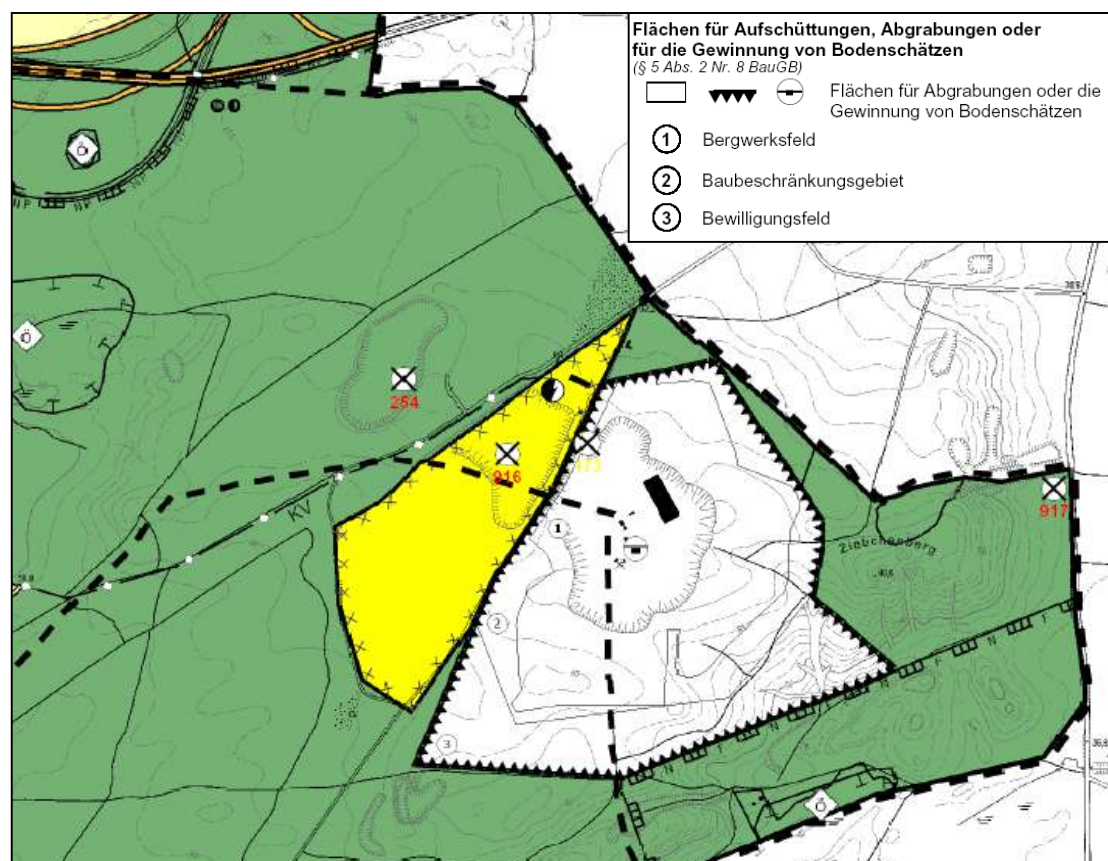 Flächen für Aufschüttungen, Abgrabungen oder
für die Gewinnung von Bodenschätzen
(§ 5 Abs. 2 Nr. 8 BauGB)
Flächen für Abgrabungen oder die
Gewinnung von Bodenschätzen
1 Bergwerksfeld
2 Baubeschränkungsgebiet
3 Bewilligungsfeld
N P
N P
Ö
Ö
254
916
173
917
KV
1
Ziebchenberg
2
3
N
T
N
P
N
T
N
T
Ö